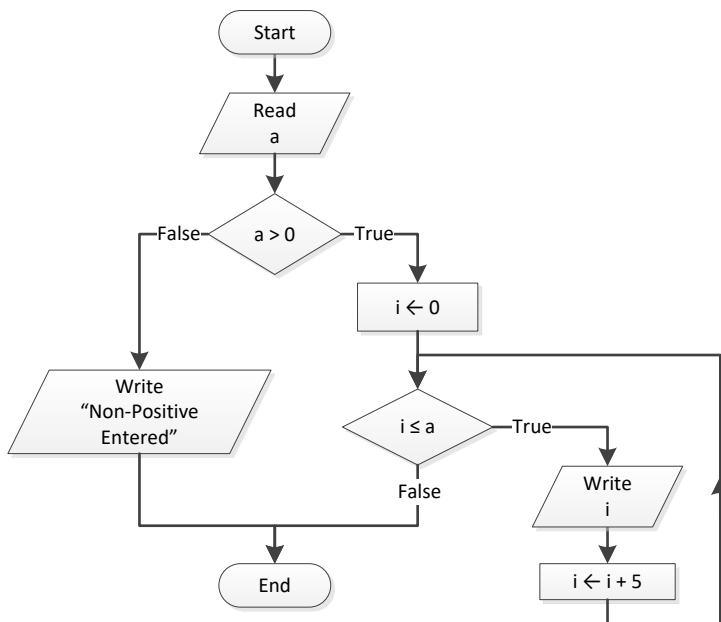 Start
Read
a
a > 0
False
True
i ← 0
Write
“Non-Positive
Entered”
i ≤ a
True
False
Write
i
i ← i + 5
End